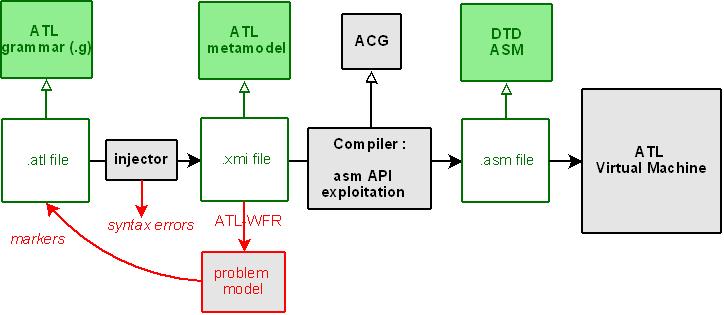 ATL
grammar (.g)
ATL
metamodel
ACG
DTD
ASM
.atl file
injector
.xmi file
Compiler :
asm API
exploitation
.asm file
ATL
Virtual Machine
markers
syntax errors
ATL-WFR
problem
model